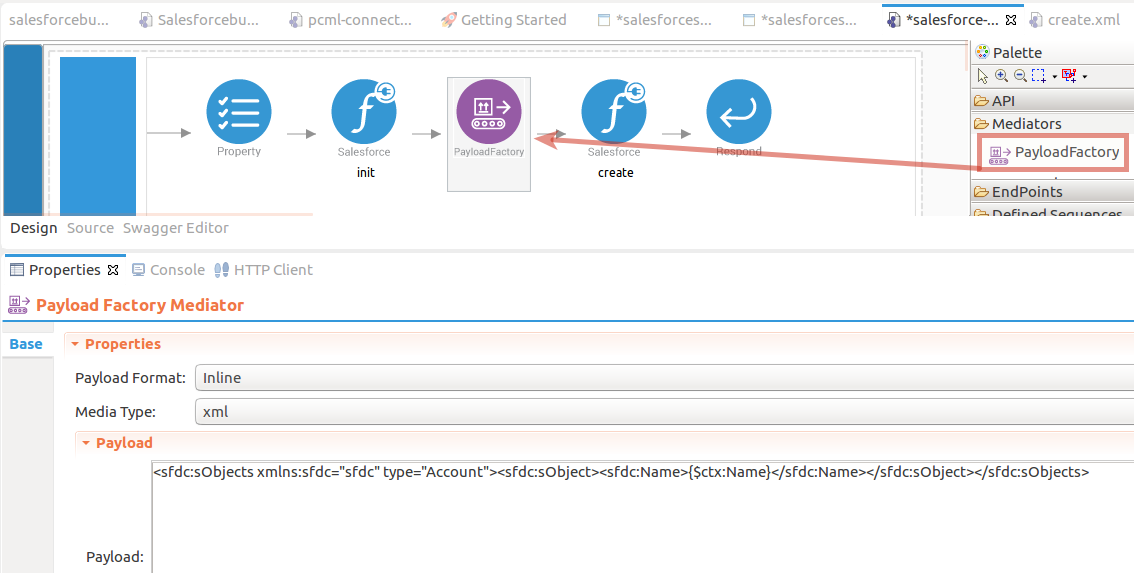 salesforcebu... Salesforcebu... pcml-connect... Getting Started *salesforces... *salesforces... *salesforce-... create.xml
Palette
API
Mediators
PayloadFactory
EndPoints
Defined Sequences
Property Salesforce PayloadFactory Salesforce Respond
init create
Design Source Swagger Editor
Properties Console HTTP Client
Payload Factory Mediator
Base
Properties
Payload Format: Inline
Media Type: xml
Payload
<sfdc:sObjects xmlns:sfdc="sfdc" type="Account"><sfdc:sObject><sfdc:Name>{$ctx:Name}</sfdc:Name></sfdc:sObject></sfdc:sObjects>
Payload: